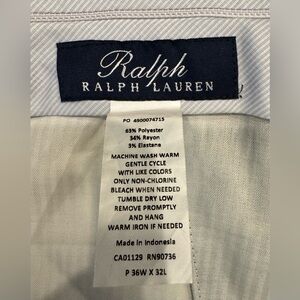 Ralph
RALPH LAUREN
PO 4900074715
63% Polyester
34% Rayon
3% Elastane
MACHINE WASH WARM
GENTLE CYCLE
WITH LIKE COLORS
ONLY NON-CHLORINE
BLEACH WHEN NEEDED
TUMBLE DRY LOW
REMOVE PROMPTLY
AND HANG
WARM IRON IF NEEDED
Made in Indonesia
CA01129 RN90736
P 36W X 32L